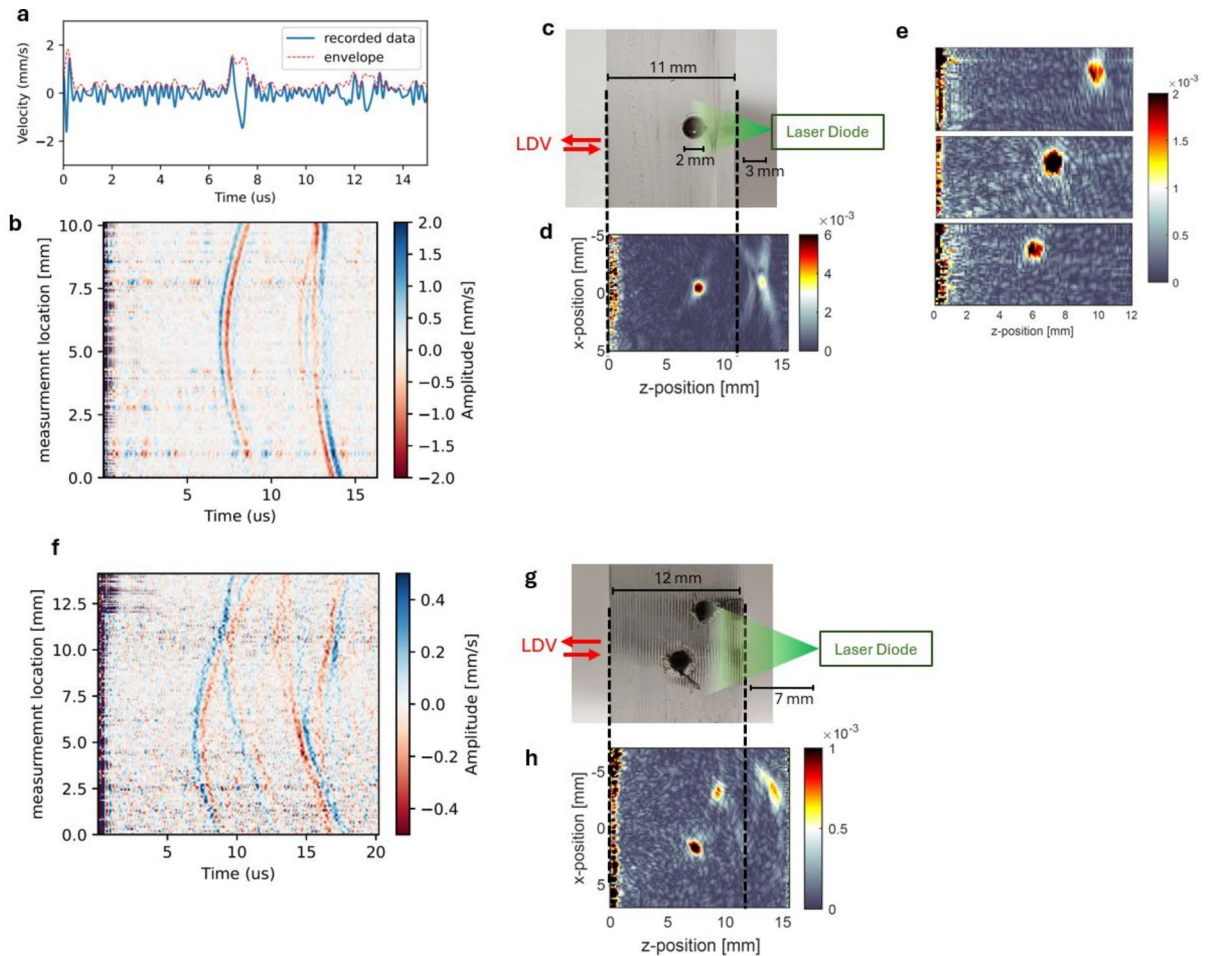 a
Velocity (mm/s)
2
0
−2
recorded data
envelope
0
2
4
6
8
10
12
14
Time (us)
b
measurmemnt location [mm]
10.0
7.5
5.0
2.5
0.0
5
10
15
Time (us)
2.0
1.5
1.0
0.5
0.0
−0.5
−1.0
−1.5
−2.0
Amplitude [mm/s]
c
11 mm
LDV
Laser Diode
2 mm
3 mm
d
x-position [mm]
-5
0
5
0
5
10
15
z-position [mm]
×10⁻³
6
4
2
0
e
×10⁻³
2
1.5
1
0.5
0
0
2
4
6
8
10
12
z-position [mm]
f
measurmemnt location [mm]
12.5
10.0
7.5
5.0
2.5
0.0
5
10
15
20
Time (us)
0.4
0.2
0.0
−0.2
−0.4
Amplitude [mm/s]
g
12 mm
LDV
Laser Diode
7 mm
h
x-position [mm]
-5
0
5
0
5
10
15
z-position [mm]
×10⁻³
1
0.5
0